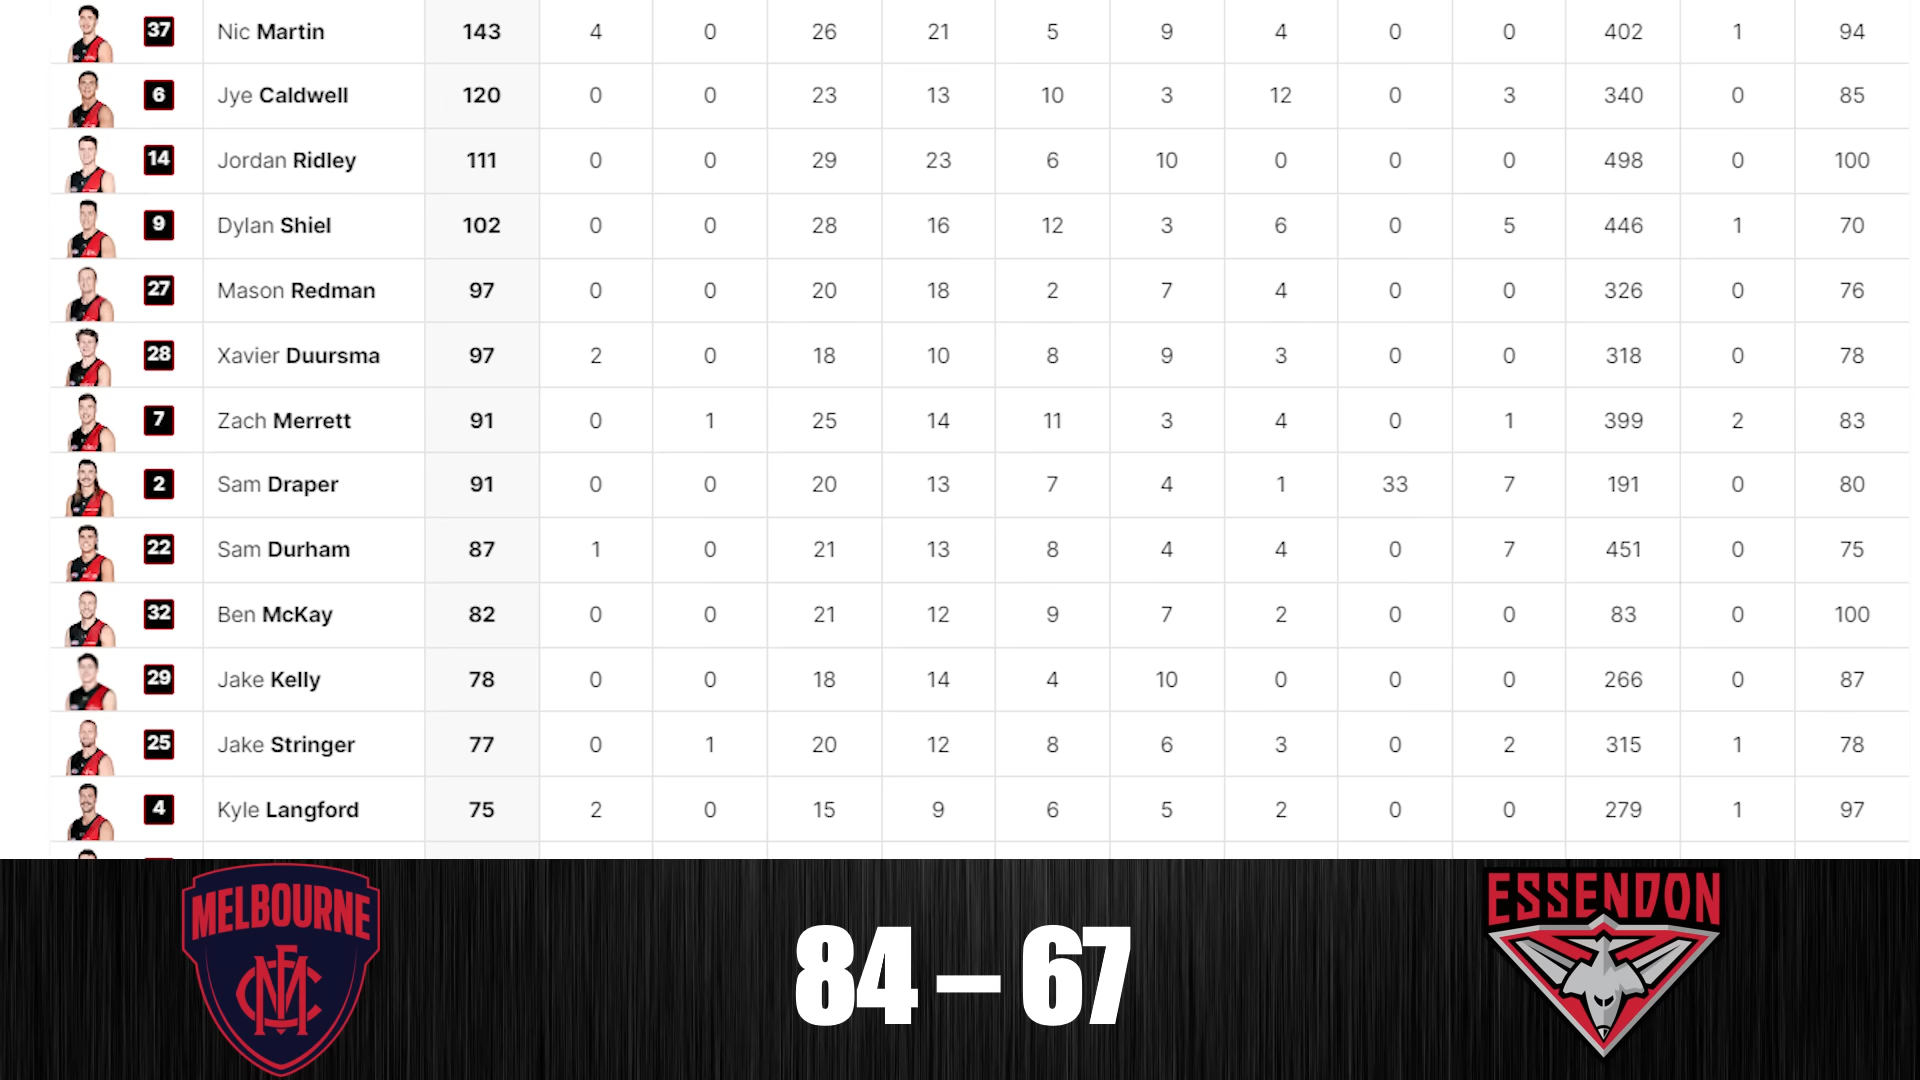 37 Nic Martin 143 4 0 26 21 5 9 4 0 0 402 1 94
6 Jye Caldwell 120 0 0 23 13 10 3 12 0 3 340 0 85
14 Jordan Ridley 111 0 0 29 23 6 10 0 0 0 498 0 100
9 Dylan Shiel 102 0 0 28 16 12 3 6 0 5 446 1 70
27 Mason Redman 97 0 0 20 18 2 7 4 0 0 326 0 76
28 Xavier Duursma 97 2 0 18 10 8 9 3 0 0 318 0 78
7 Zach Merrett 91 0 1 25 14 11 3 4 0 1 399 2 83
2 Sam Draper 91 0 0 20 13 7 4 1 33 7 191 0 80
22 Sam Durham 87 1 0 21 13 8 4 4 0 7 451 0 75
32 Ben McKay 82 0 0 21 12 9 7 2 0 0 83 0 100
29 Jake Kelly 78 0 0 18 14 4 10 0 0 0 266 0 87
25 Jake Stringer 77 0 1 20 12 8 6 3 0 2 315 1 78
4 Kyle Langford 75 2 0 15 9 6 5 2 0 0 279 1 97
MELBOURNE
MFC
84 – 67
ESSENDON